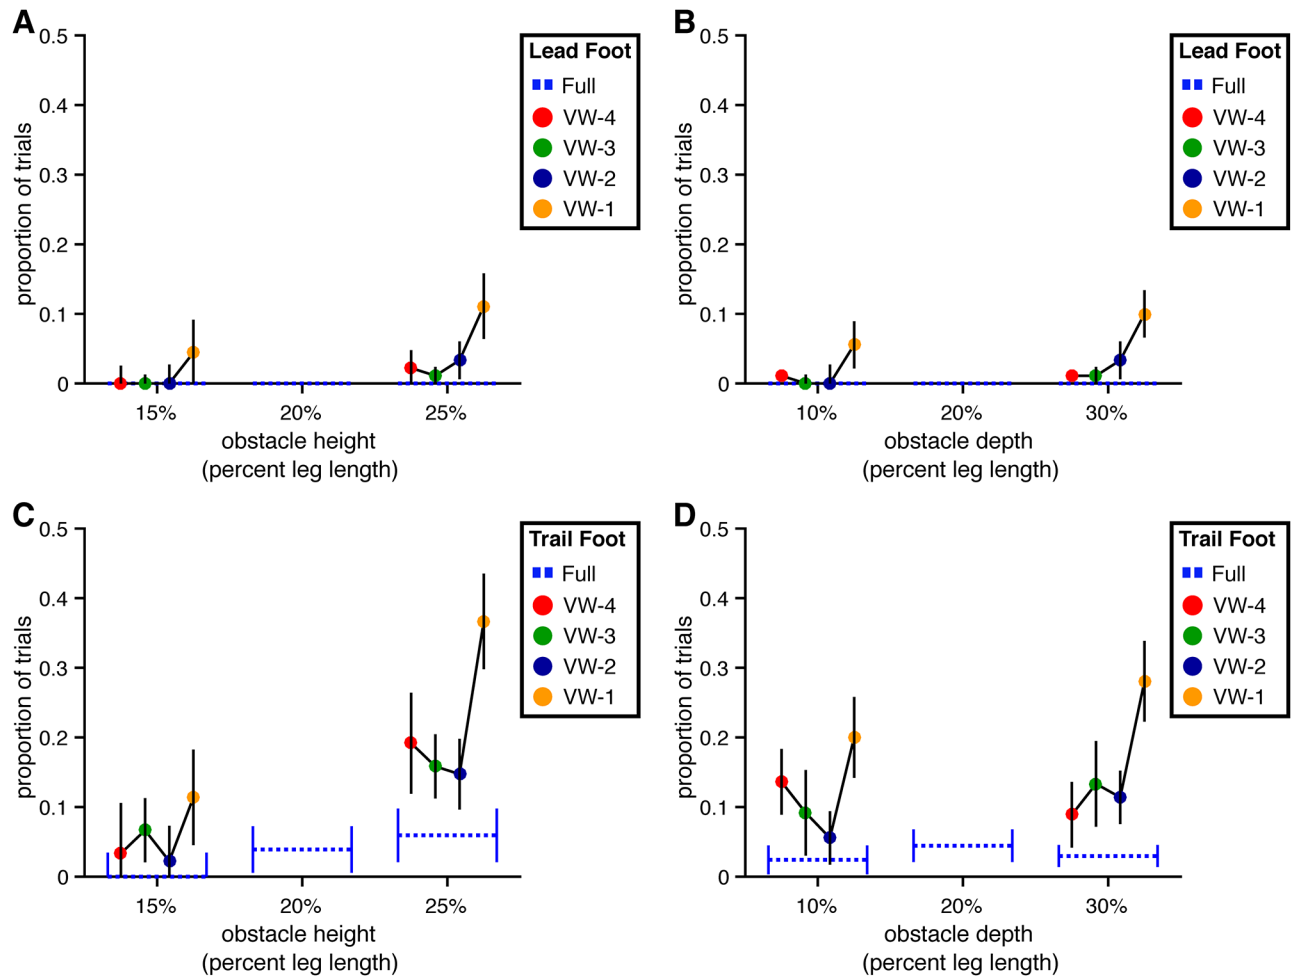 A
0.5
0.4
0.3
0.2
0.1
0
proportion of trials
15%
20%
25%
obstacle height
(percent leg length)
Lead Foot
Full
VW-4
VW-3
VW-2
VW-1
B
0.5
0.4
0.3
0.2
0.1
0
proportion of trials
10%
20%
30%
obstacle depth
(percent leg length)
Lead Foot
Full
VW-4
VW-3
VW-2
VW-1
C
0.5
0.4
0.3
0.2
0.1
0
proportion of trials
15%
20%
25%
obstacle height
(percent leg length)
Trail Foot
Full
VW-4
VW-3
VW-2
VW-1
D
0.5
0.4
0.3
0.2
0.1
0
proportion of trials
10%
20%
30%
obstacle depth
(percent leg length)
Trail Foot
Full
VW-4
VW-3
VW-2
VW-1